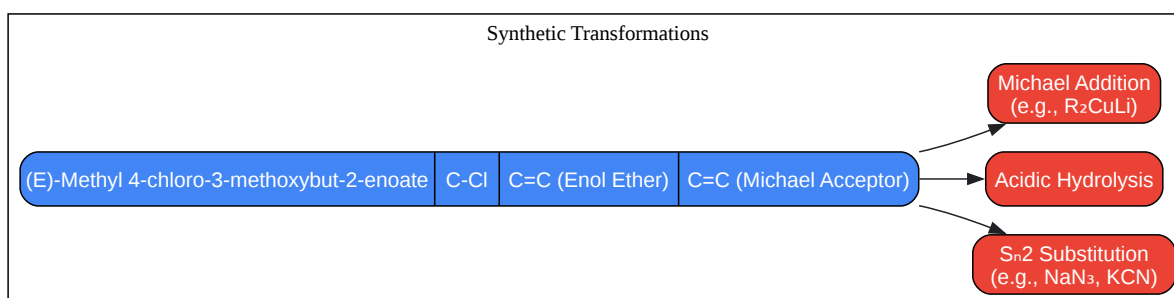 Synthetic Transformations
Michael Addition
(e.g., R₂CuLi)
(E)-Methyl 4-chloro-3-methoxybut-2-enoate
C-Cl
C=C (Enol Ether)
C=C (Michael Acceptor)
Acidic Hydrolysis
Sₙ2 Substitution
(e.g., NaN₃, KCN)